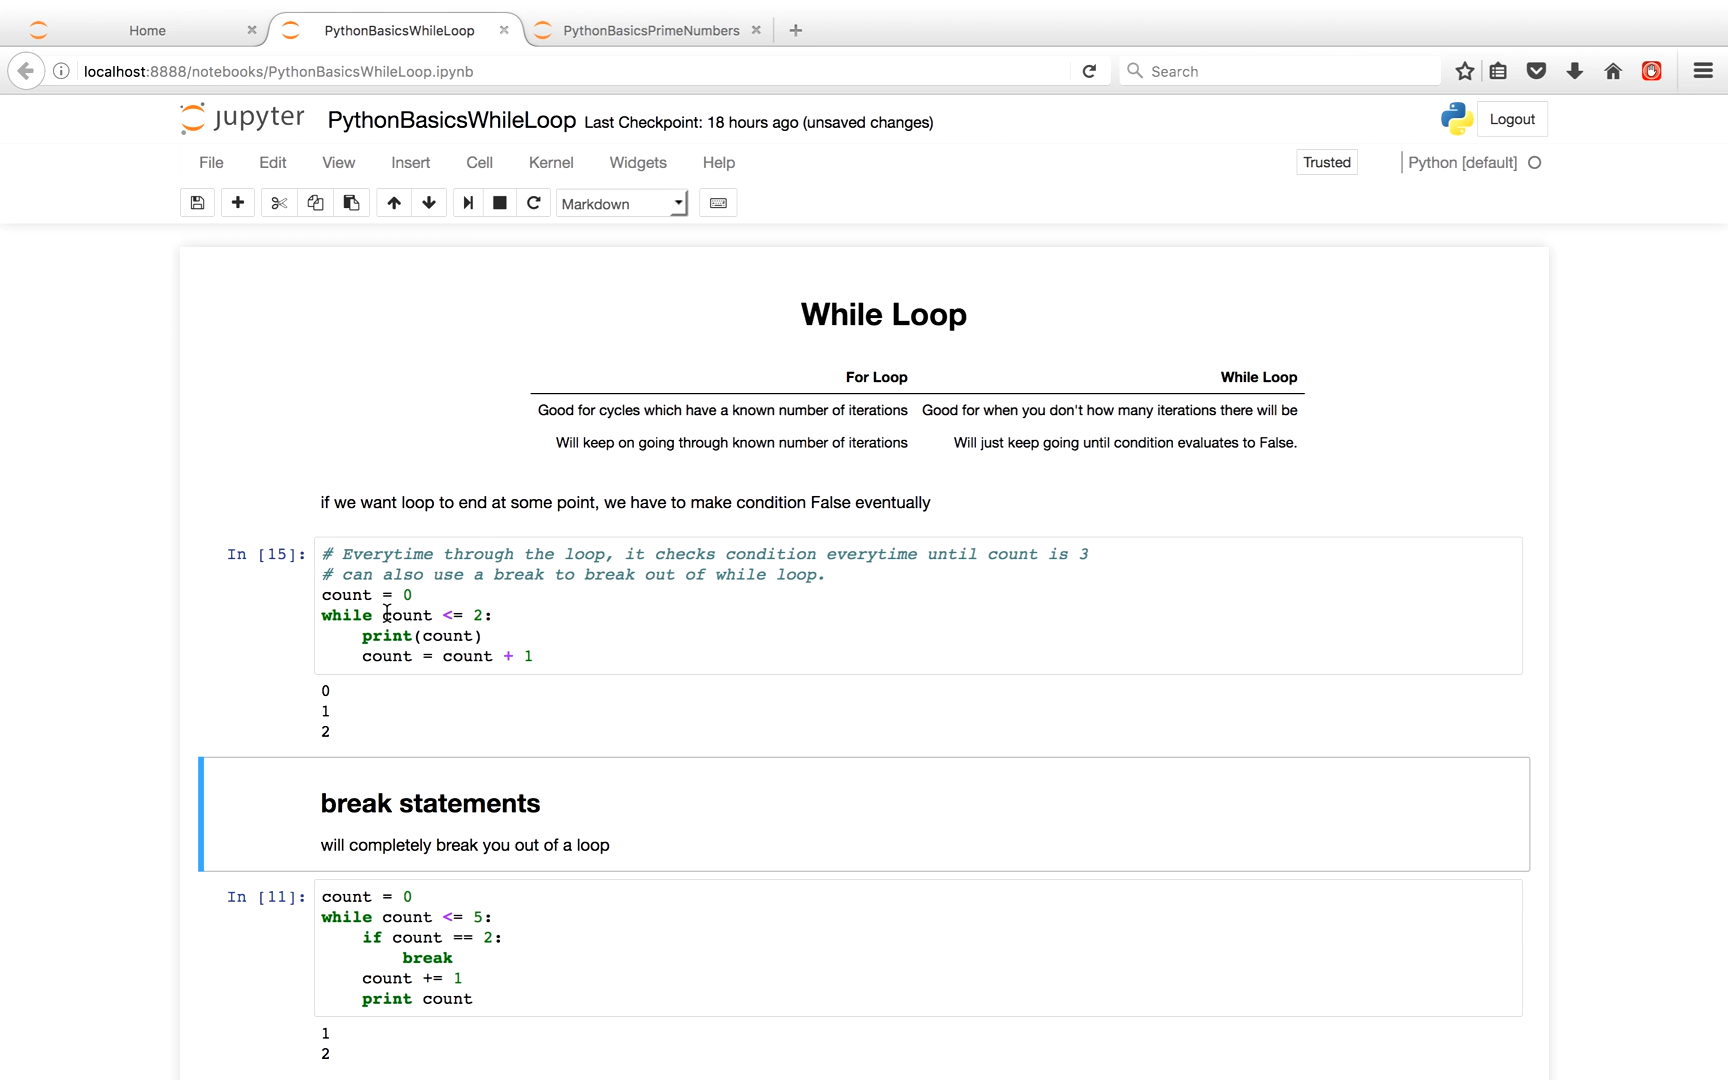 Home
PythonBasicsWhileLoop
PythonBasicsPrimeNumbers
localhost:8888/notebooks/PythonBasicsWhileLoop.ipynb
Search
jupyter PythonBasicsWhileLoop Last Checkpoint: 18 hours ago (unsaved changes)
Logout
File Edit View Insert Cell Kernel Widgets Help
Trusted
Python [default]
Markdown
While Loop
For Loop While Loop
Good for cycles which have a known number of iterations Good for when you don't how many iterations there will be
Will keep on going through known number of iterations Will just keep going until condition evaluates to False.
if we want loop to end at some point, we have to make condition False eventually
In [15]: # Everytime through the loop, it checks condition everytime until count is 3
# can also use a break to break out of while loop.
count = 0
while count <= 2:
    print(count)
    count = count + 1
0
1
2
break statements
will completely break you out of a loop
In [11]: count = 0
while count <= 5:
    if count == 2:
        break
    count += 1
    print count
1
2